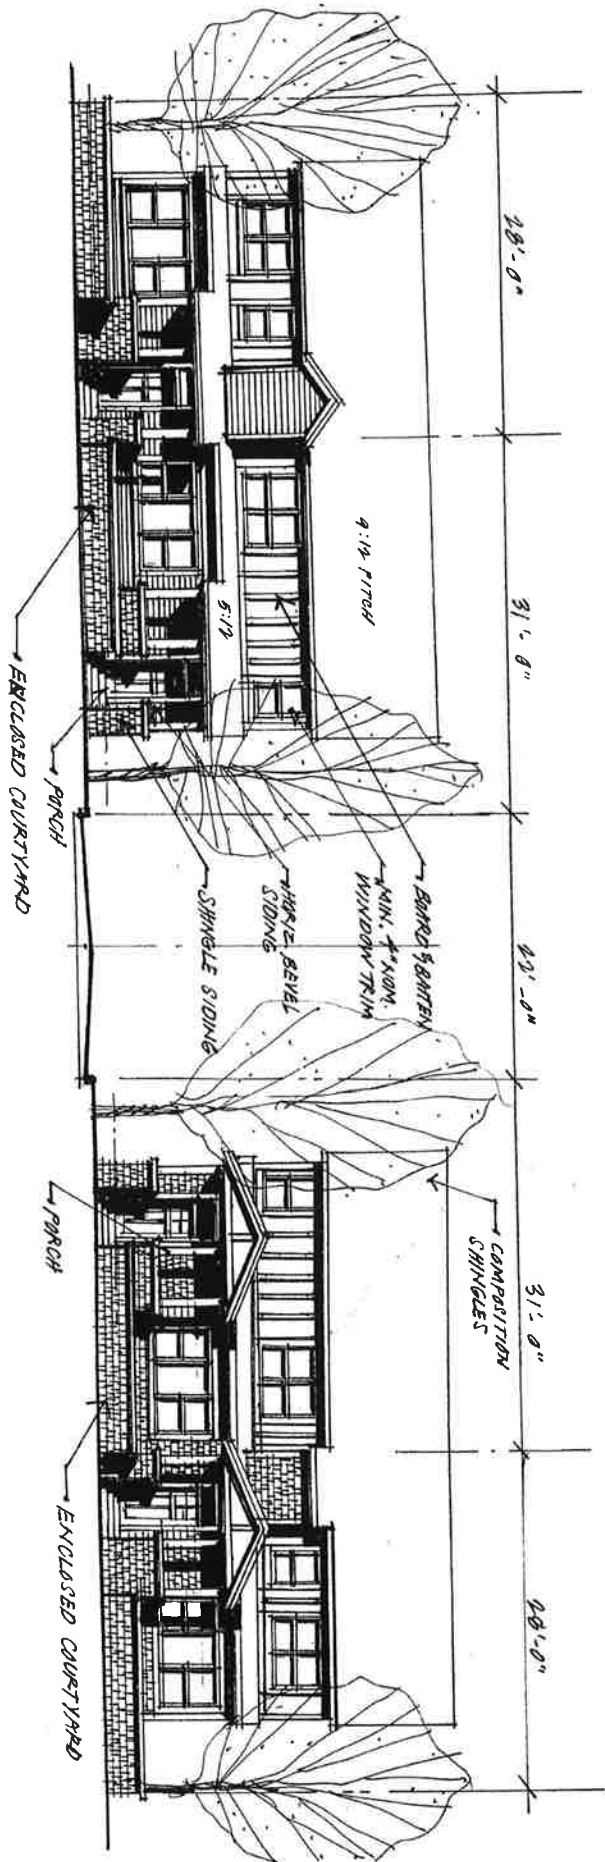 28'-0"
31'-0"
22'-0"
31'-0"
28'-0"
9:12 PITCH
5:12
BOARD & BATTEN
MIN. 4" NOM.
WINDOW TRIM
HORIZ. BEVEL
SIDING
SHINGLE SIDING
COMPOSITION
SHINGLES
PORCH
ENCLOSED COURTYARD
PORCH
ENCLOSED COURTYARD